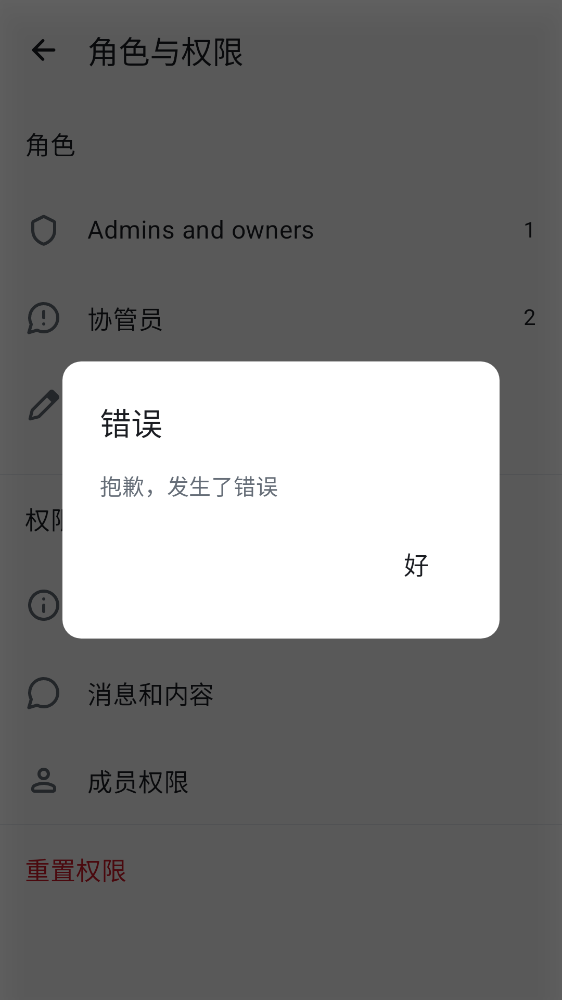 角色与权限
角色
Admins and owners 1
协管员 2
错误
抱歉，发生了错误
好
权
消息和内容
成员权限
重置权限